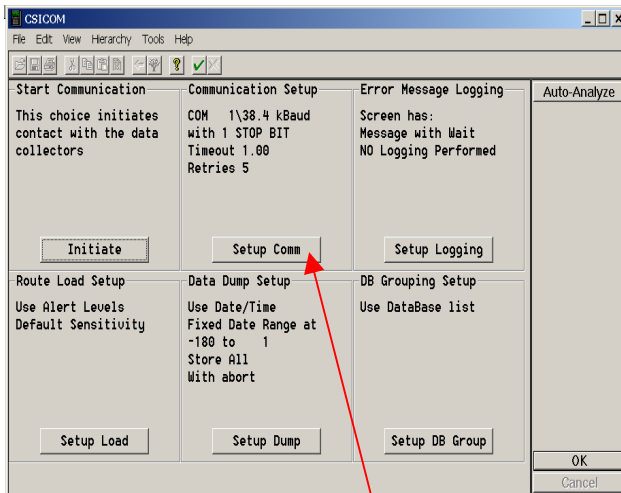 CSICOM
File Edit View Hierarchy Tools Help
Start Communication
This choice initiates
contact with the data
collectors
Initiate
Communication Setup
COM 1\38.4 kBaud
with 1 STOP BIT
Timeout 1.00
Retries 5
Setup Comm
Error Message Logging
Screen has:
Message with Wait
NO Logging Performed
Setup Logging
Auto-Analyze
Route Load Setup
Use Alert Levels
Default Sensitivity
Setup Load
Data Dump Setup
Use Date/Time
Fixed Date Range at
-180 to 1
Store All
With abort
Setup Dump
DB Grouping Setup
Use DataBase list
Setup DB Group
OK
Cancel